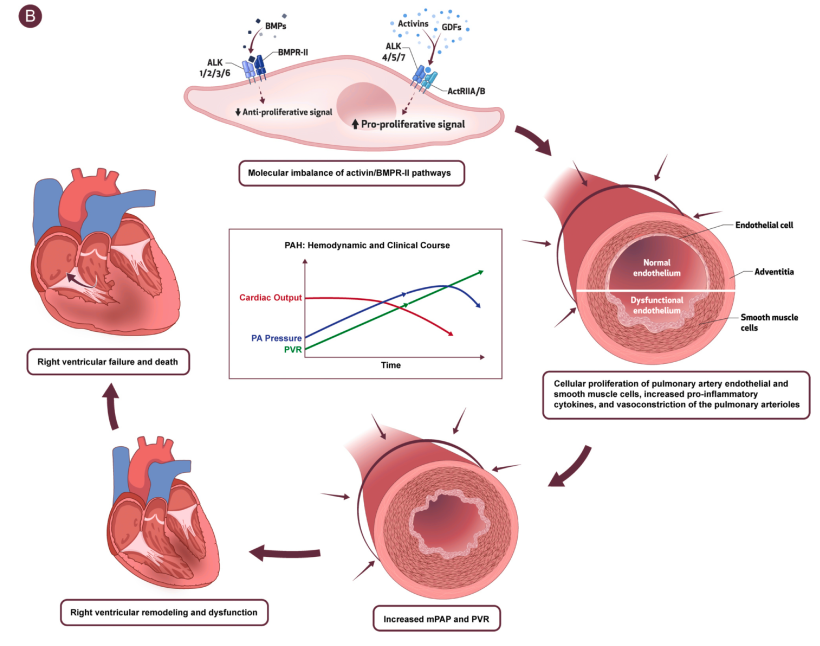 B
BMPs
BMPR-II
ALK
1/2/3/6
Activins
GDFs
ALK
4/5/7
ActRIIA/B
Anti-proliferative signal
Pro-proliferative signal
Molecular imbalance of activin/BMPR-II pathways
Endothelial cell
Normal
endothelium
Adventitia
Dysfunctional
endothelium
Smooth muscle
cells
Cellular proliferation of pulmonary artery endothelial and
smooth muscle cells, increased pro-inflammatory
cytokines, and vasoconstriction of the pulmonary arterioles
PAH: Hemodynamic and Clinical Course
Cardiac Output
PA Pressure
PVR
Time
Right ventricular failure and death
Right ventricular remodeling and dysfunction
Increased mPAP and PVR